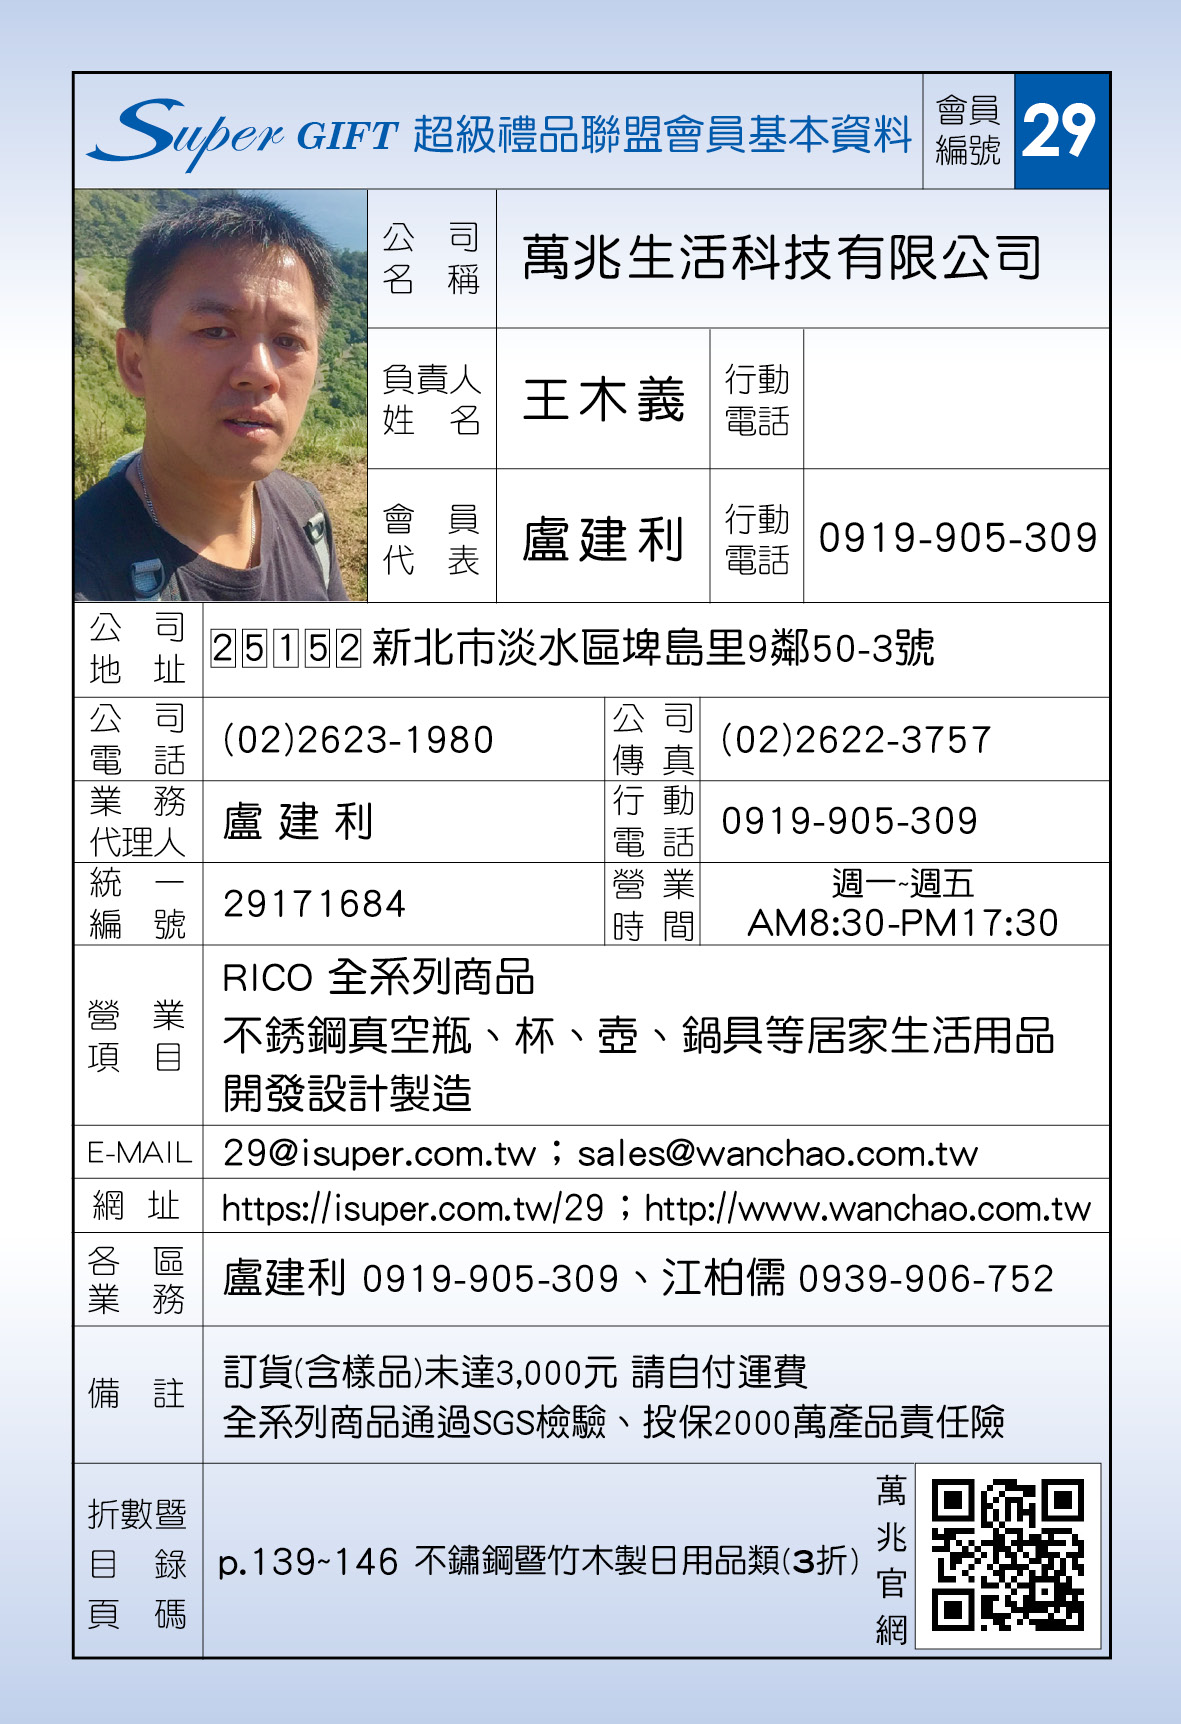 Super GIFT 超級禮品聯盟會員基本資料
會員編號 29
公司名稱 萬兆生活科技有限公司
負責人姓名 王木義 行動電話
會員代表 盧建利 行動電話 0919-905-309
公司地址 25152 新北市淡水區埤島里9鄰50-3號
公司電話 (02)2623-1980 公司傳真 (02)2622-3757
業務代理人 盧建利 行動電話 0919-905-309
統一編號 29171684 營業時間 週一~週五
AM8:30-PM17:30
營業項目 RICO 全系列商品
不銹鋼真空瓶、杯、壺、鍋具等居家生活用品
開發設計製造
E-MAIL 29@isuper.com.tw；sales@wanchao.com.tw
網址 https://isuper.com.tw/29；http://www.wanchao.com.tw
各區業務 盧建利 0919-905-309、江柏儒 0939-906-752
備註 訂貨(含樣品)未達3,000元 請自付運費
全系列商品通過SGS檢驗、投保2000萬產品責任險
折數暨目錄頁碼 p.139~146 不鏽鋼暨竹木製日用品類(3折)
萬兆官網